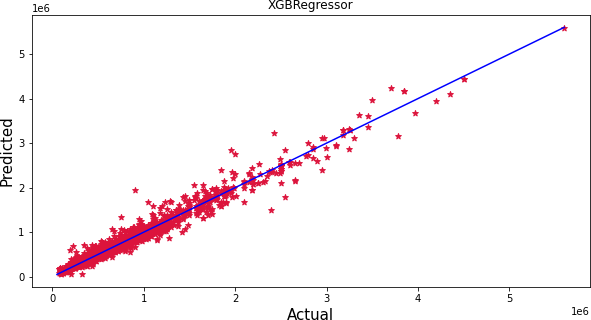 XGBRegressor
1e6
5
4
3
2
1
0
Predicted
0 1 2 3 4 5
1e6
Actual